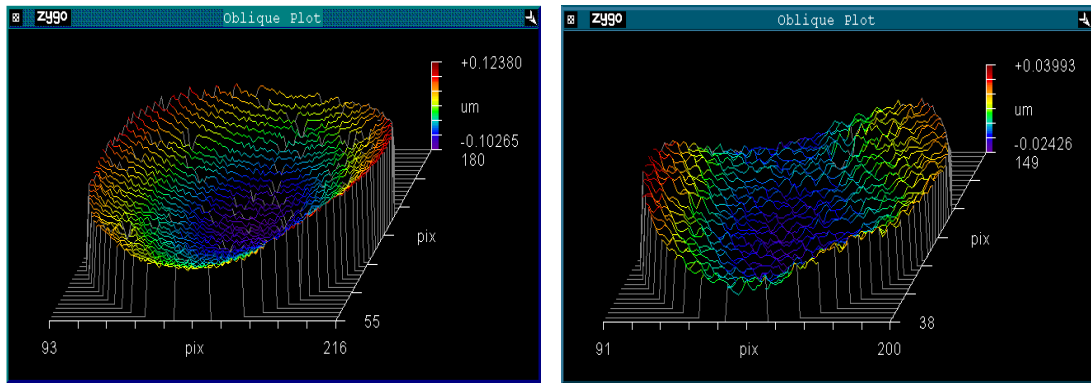 zygo Oblique Plot
+0.12380
um
-0.10265
180
pix
55
93 pix 216
zygo Oblique Plot
+0.03993
um
-0.02426
149
pix
38
91 pix 200